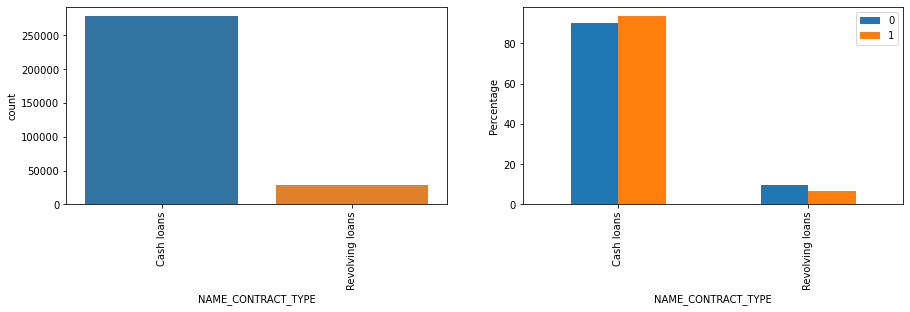 250000
200000
150000
100000
50000
0
count
Cash loans
Revolving loans
NAME_CONTRACT_TYPE
80
60
40
20
0
Percentage
0
1
Cash loans
Revolving loans
NAME_CONTRACT_TYPE